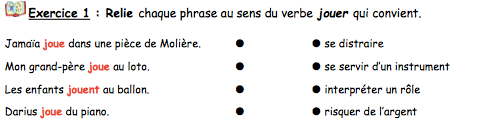 Exercice 1 : Relie chaque phrase au sens du verbe jouer qui convient.
Jamaïa joue dans une pièce de Molière. ● ● se distraire
Mon grand-père joue au loto. ● ● se servir d'un instrument
Les enfants jouent au ballon. ● ● interpréter un rôle
Darius joue du piano. ● ● risquer de l'argent